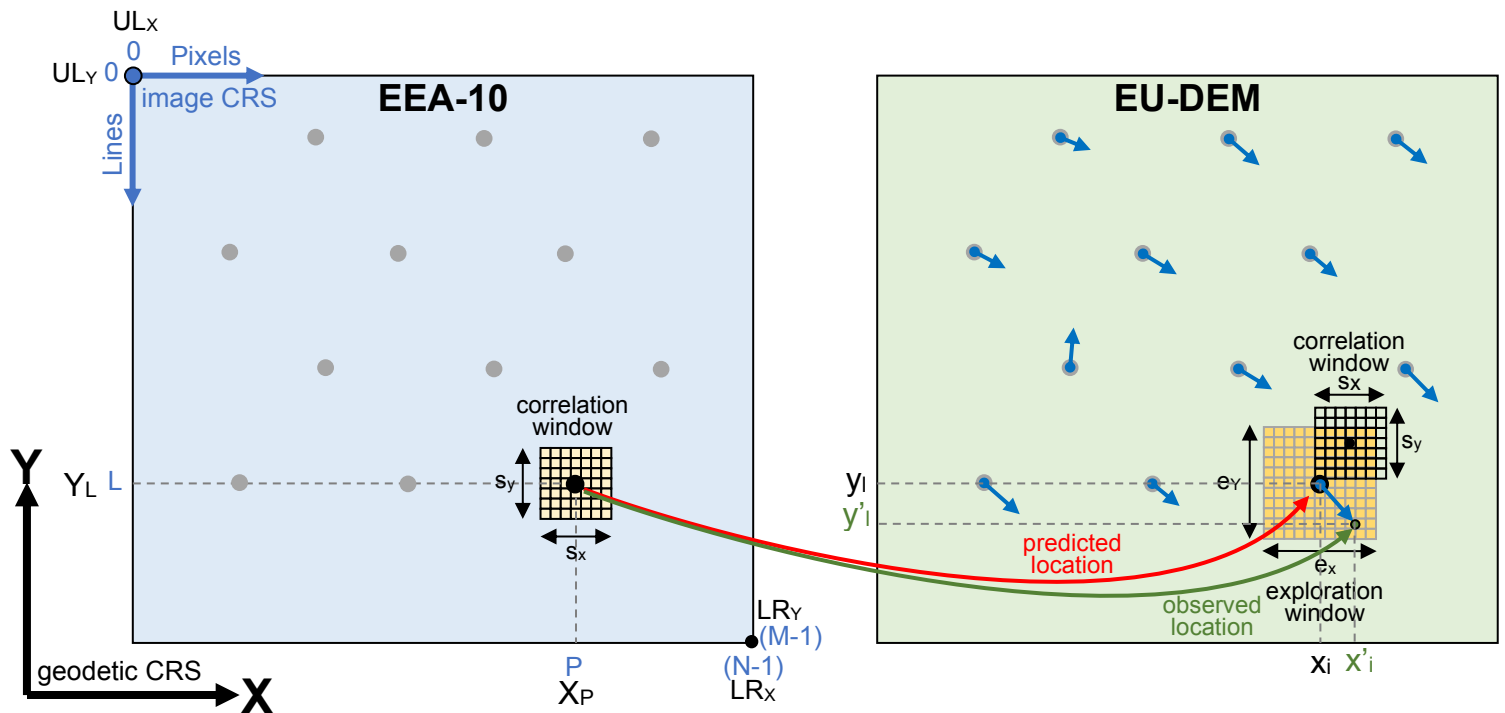 ULX
0
ULY 0
Pixels
image CRS
Lines
EEA-10
EU-DEM
correlation
window
sx
sy
correlation
window
sy
sx
YL L
yl
y'l
eY
ex
predicted
location
observed
location
exploration
window
LRY
(M-1)
(N-1)
LRX
P
XP
xi
x'i
Y
geodetic CRS
X